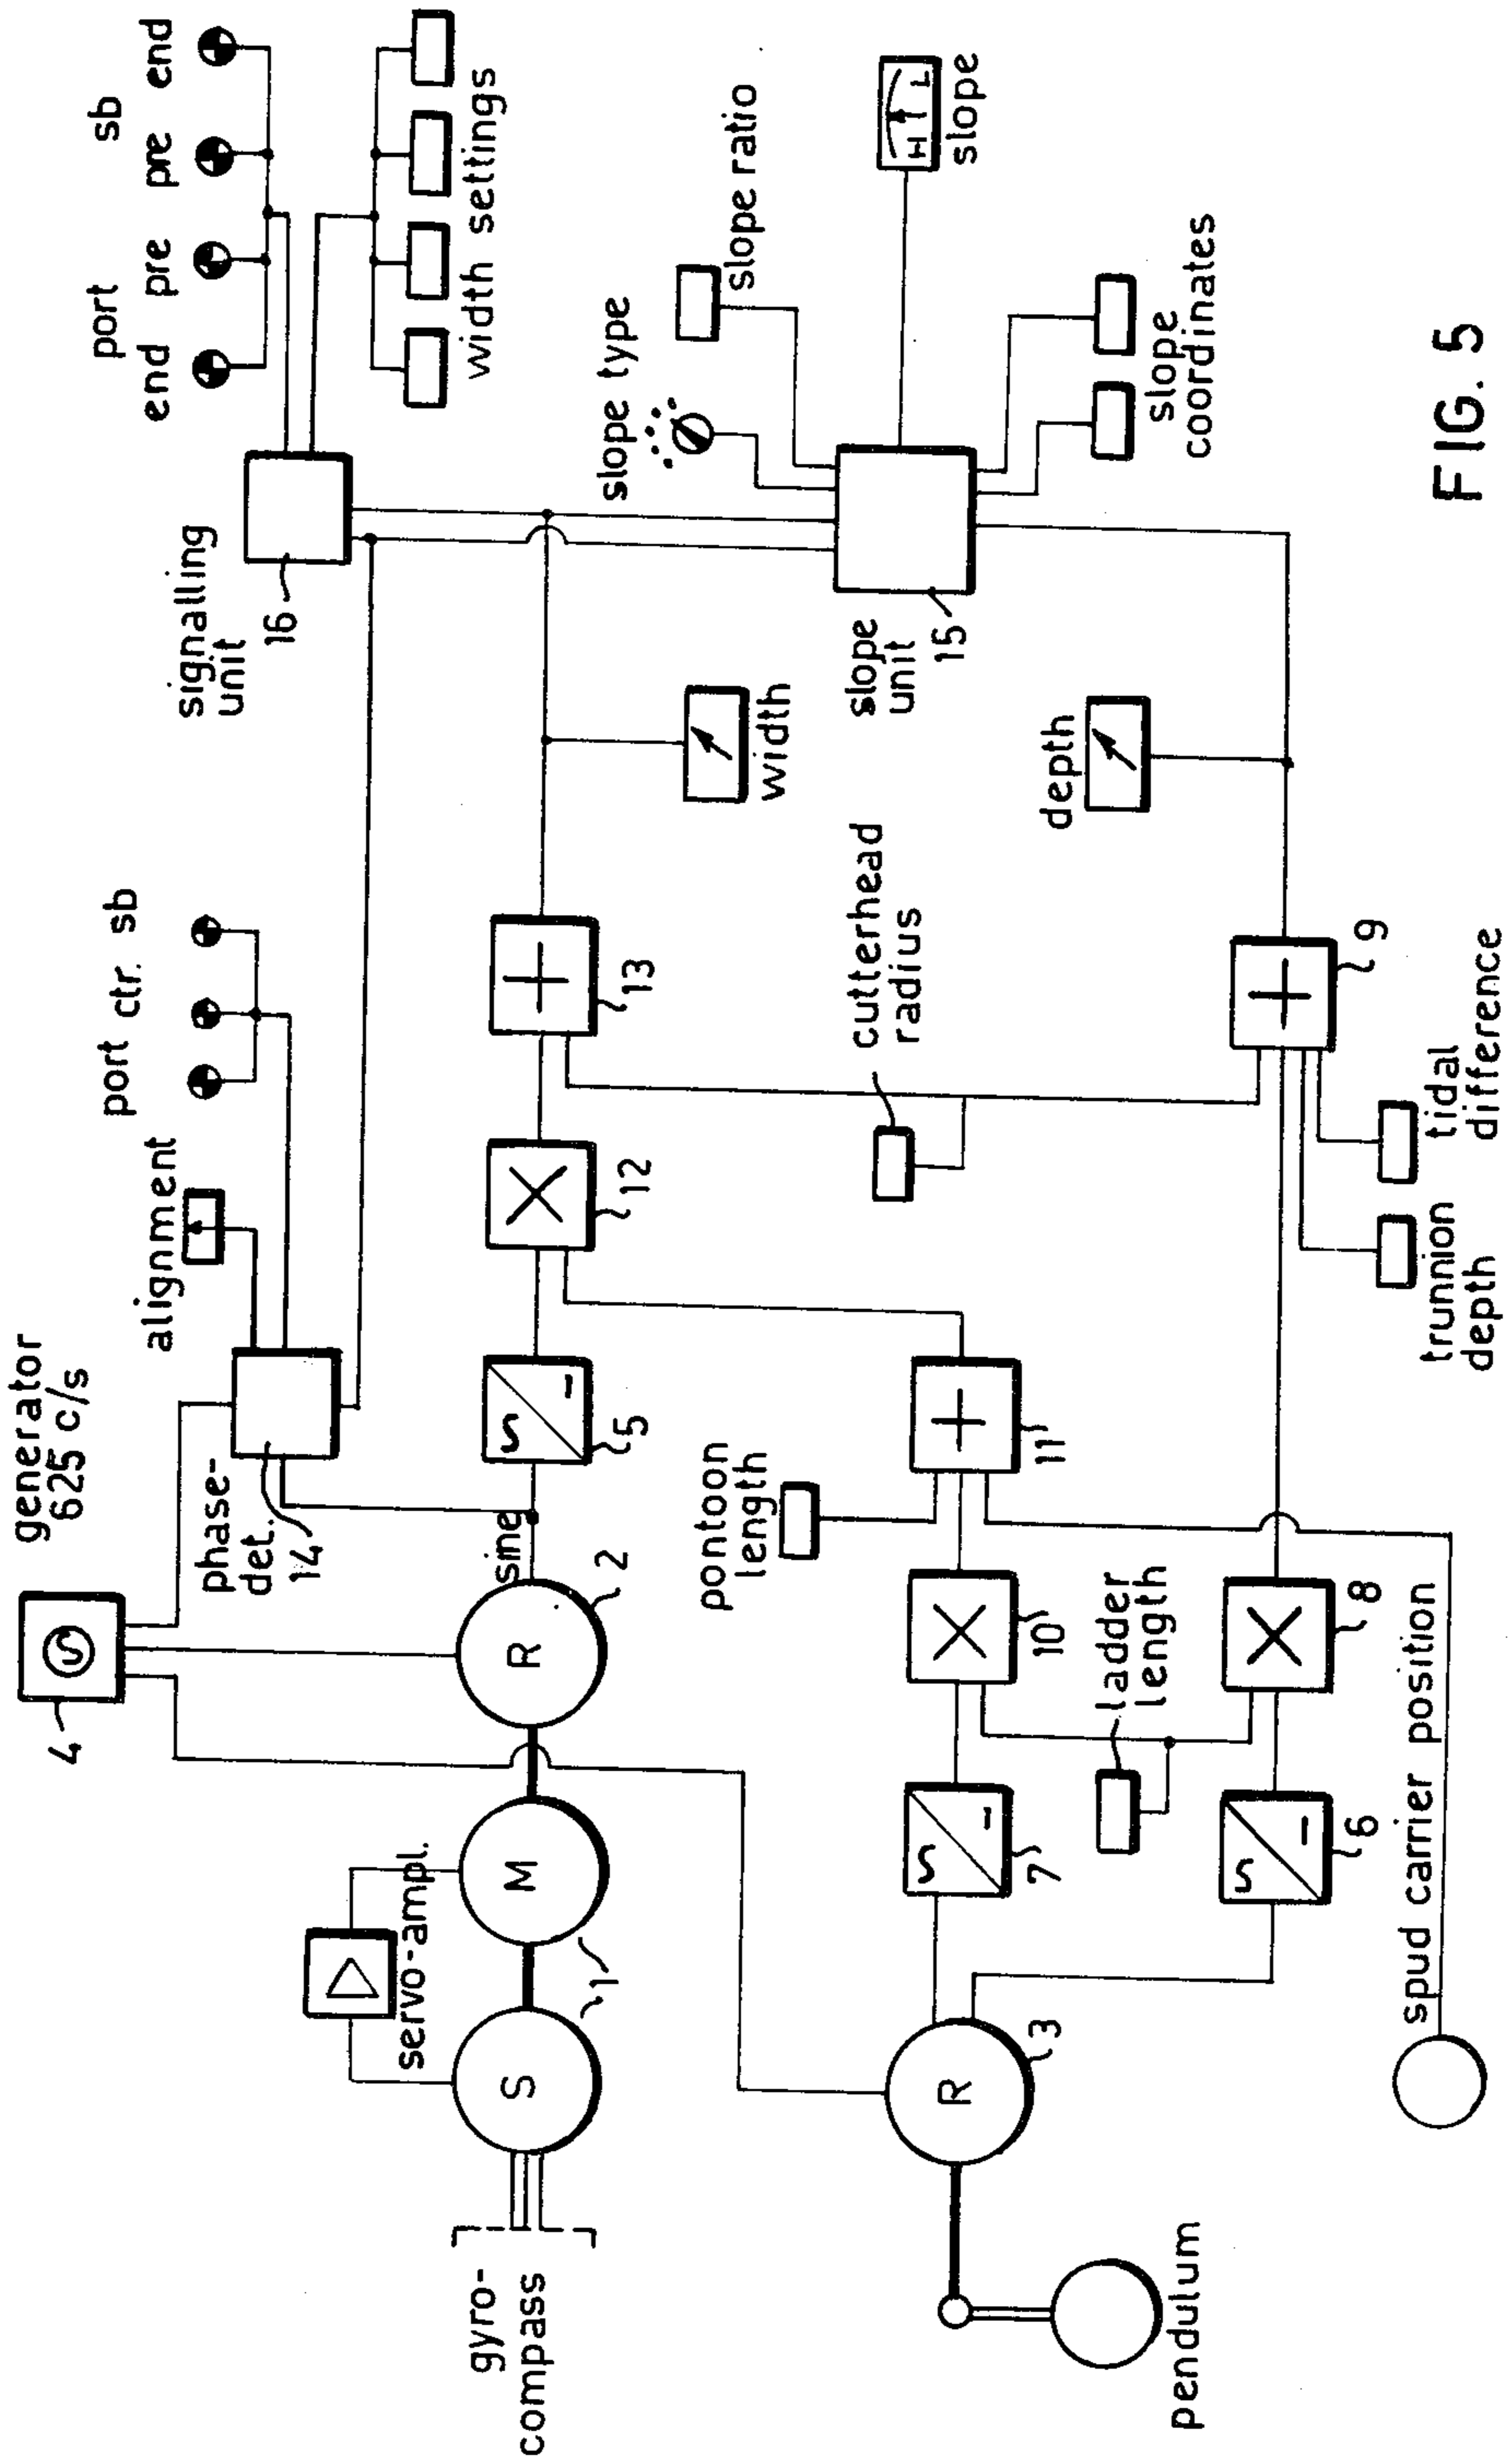 generator
625 c/s
4
alignment
port ctr. sb
port
sb
end pre pre end
signalling
unit
16
width settings
phase-
det.
14
servo-ampl.
gyro-
compass
S
M
1
R
2
sine
S
5
12
13
width
slope type
slope ratio
H
L
slope
slope
unit
15
slope
coordinates
pontoon
length
cutterhead
radius
depth
R
3
S
7
10
11
ladder
length
S
6
8
9
pendulum
spud carrier position
trunnion
depth
tidal
difference
FIG. 5